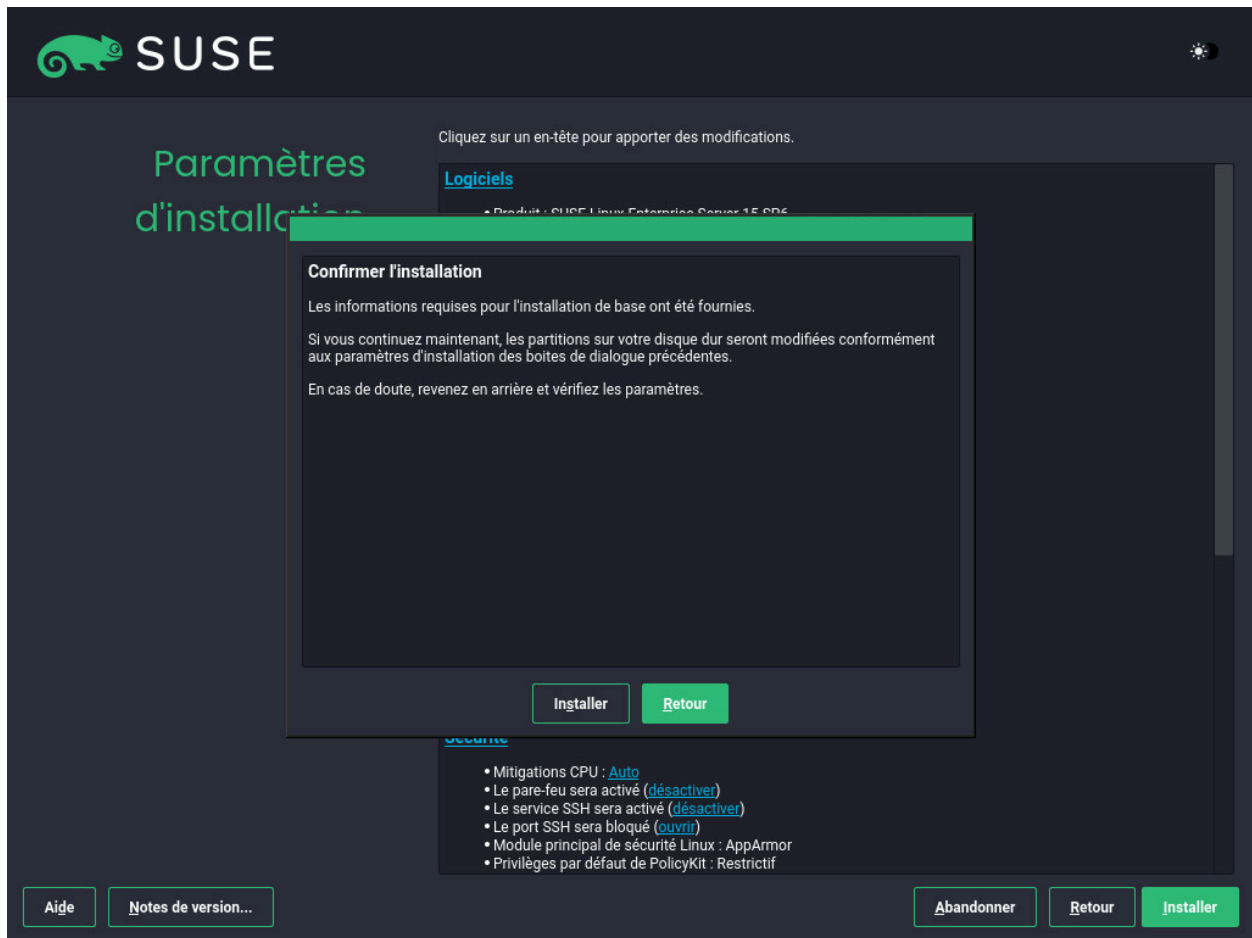 SUSE
Paramètres
Cliquez sur un en-tête pour apporter des modifications.
Logiciels
Confirmer l'installation
Les informations requises pour l'installation de base ont été fournies.
Si vous continuez maintenant, les partitions sur votre disque dur seront modifiées conformément
aux paramètres d'installation des boites de dialogue précédentes.
En cas de doute, revenez en arrière et vérifiez les paramètres.
Installer
Retour
Sécurité
• Mitigations CPU : Auto
• Le pare-feu sera activé (désactiver)
• Le service SSH sera activé (désactiver)
• Le port SSH sera bloqué (ouvrir)
• Module principal de sécurité Linux : AppArmor
• Privilèges par défaut de PolicyKit : Restrictif
Aide
Notes de version...
Abandonner
Retour
Installer